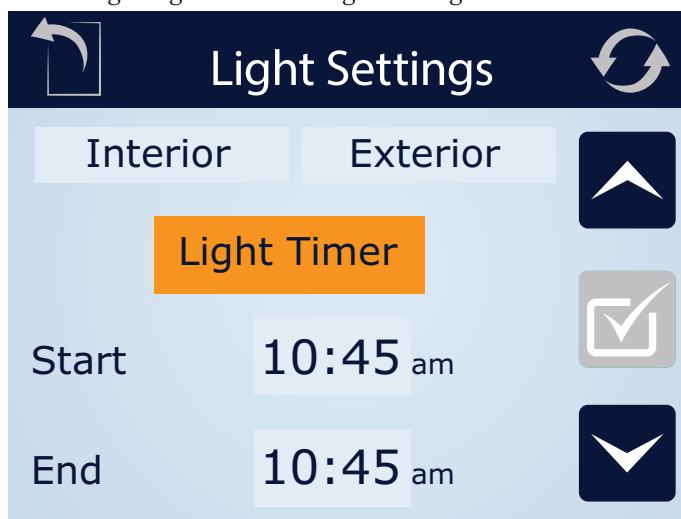 Light Settings
Interior Exterior
Light Timer
Start 10:45 am
End 10:45 am